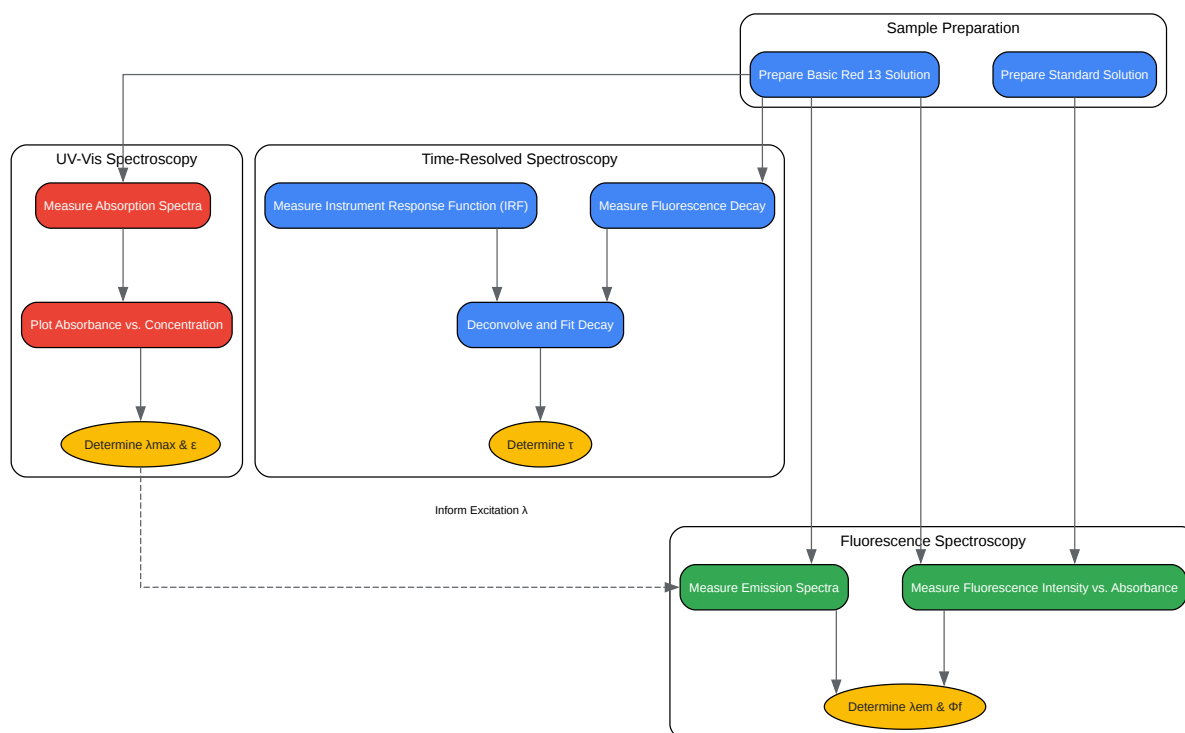 Sample Preparation
Prepare Basic Red 13 Solution
Prepare Standard Solution
UV-Vis Spectroscopy
Time-Resolved Spectroscopy
Measure Absorption Spectra
Measure Instrument Response Function (IRF)
Measure Fluorescence Decay
Plot Absorbance vs. Concentration
Deconvolve and Fit Decay
Determine λmax & ε
Determine τ
Inform Excitation λ
Fluorescence Spectroscopy
Measure Emission Spectra
Measure Fluorescence Intensity vs. Absorbance
Determine λem & Φf